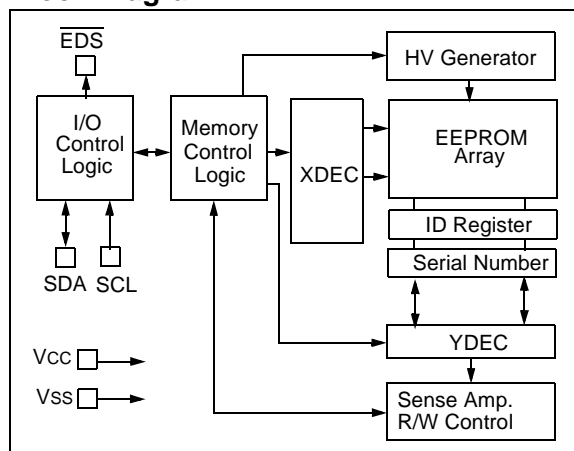 EDS
I/O
Control
Logic
Memory
Control
Logic
XDEC
HV Generator
EEPROM
Array
ID Register
Serial Number
SDA SCL
VCC
VSS
YDEC
Sense Amp.
R/W Control